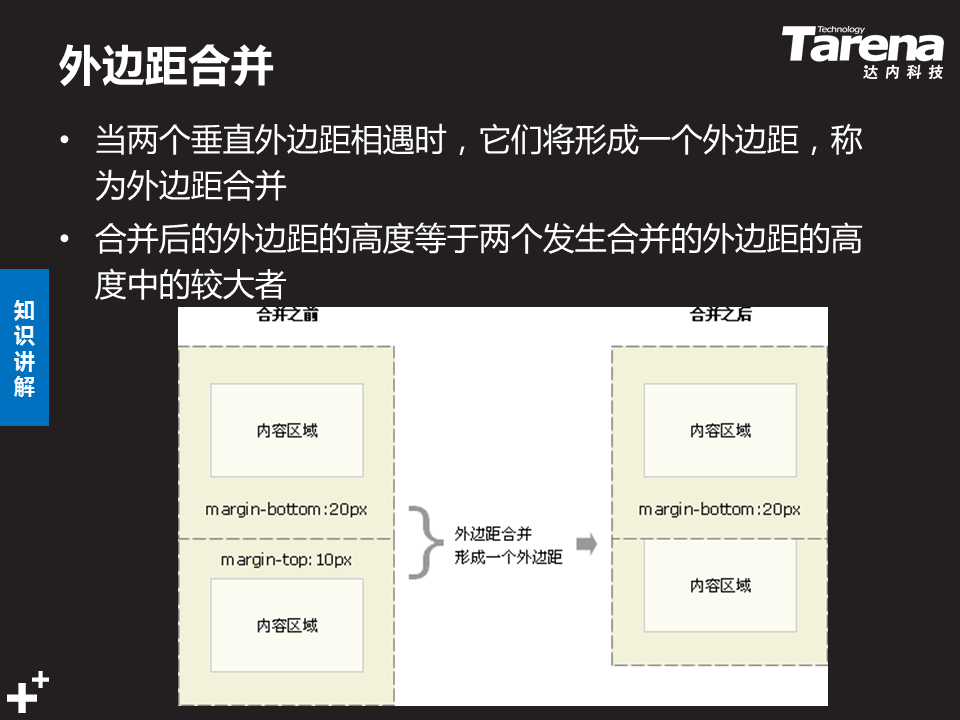 外边距合并
Technology
Tarena
达内科技
• 当两个垂直外边距相遇时，它们将形成一个外边距，称
为外边距合并
• 合并后的外边距的高度等于两个发生合并的外边距的高
度中的较大者
知
识
讲
解
合并之前
内容区域
margin-bottom:20px
margin-top:10px
内容区域
外边距合并
形成一个外边距
合并之后
内容区域
margin-bottom:20px
内容区域